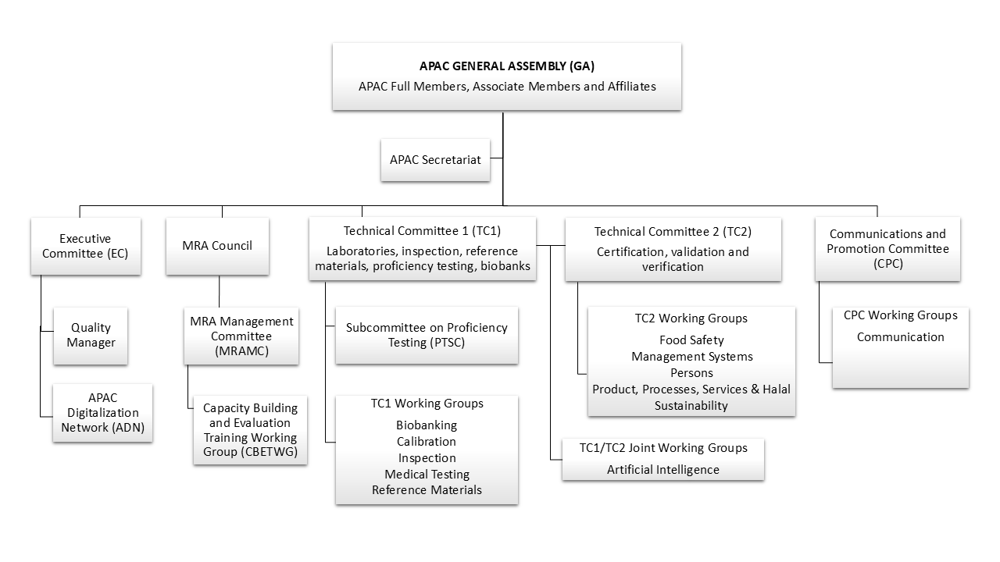 APAC GENERAL ASSEMBLY (GA)
APAC Full Members, Associate Members and Affiliates
APAC Secretariat
Executive
Committee (EC)
Quality
Manager
APAC
Digitalization
Network (ADN)
MRA Council
MRA Management
Committee
(MRAMC)
Capacity Building
and Evaluation
Training Working
Group (CBETWG)
Technical Committee 1 (TC1)
Laboratories, inspection, reference
materials, proficiency testing, biobanks
Subcommittee on Proficiency
Testing (PTSC)
TC1 Working Groups
Biobanking
Calibration
Inspection
Medical Testing
Reference Materials
Technical Committee 2 (TC2)
Certification, validation and
verification
TC2 Working Groups
Food Safety
Management Systems
Persons
Product, Processes, Services & Halal
Sustainability
TC1/TC2 Joint Working Groups
Artificial Intelligence
Communications and
Promotion Committee
(CPC)
CPC Working Groups
Communication